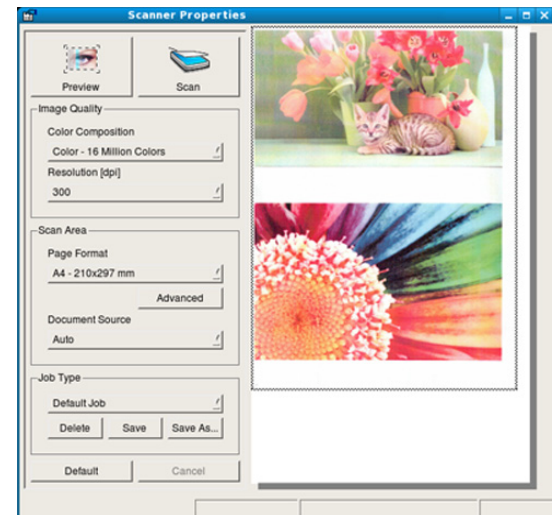 Scanner Properties
Preview
Scan
Image Quality
Color Composition
Color - 16 Million Colors
Resolution [dpi]
300
Scan Area
Page Format
A4 - 210x297 mm
Advanced
Document Source
Auto
Job Type
Default Job
Delete
Save
Save As...
Default
Cancel